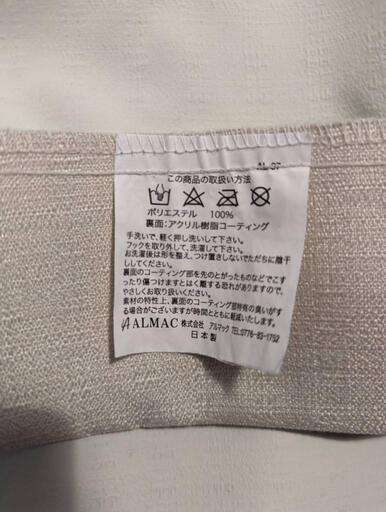 AL-37
この商品の取扱い方法
ポリエステル　100%
裏面:アクリル樹脂コーティング
手洗いで、軽く押し洗いして下さい。
フックを取り外して、お洗濯して下さい。
お洗濯後は形を整え、つけ置きしないでただちに陰干
ししてください。
裏面のコーティング部を先のとがったものなどでこす
ったり傷つけますとはく離する恐れがありますので、
やさしくお取り扱いください。
素材の特性上、裏面のコーティング部特有の臭いがす
る場合がございますが時間とともに軽減いたします。
ALMAC 株式会社 アルマック TEL:0776-83-1752
日本製